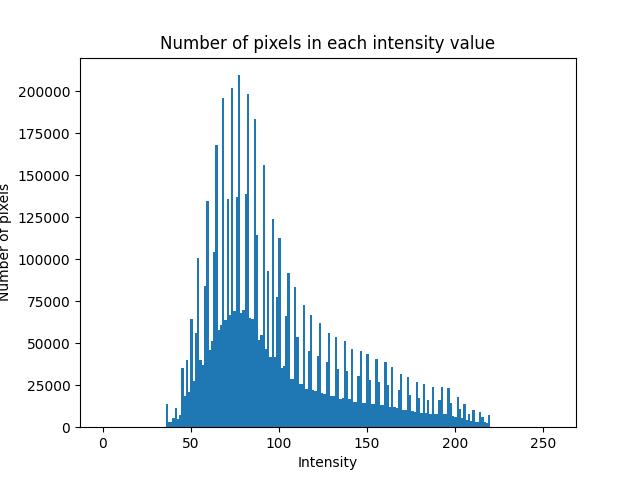 Number of pixels in each intensity value
200000
175000
150000
125000
100000
75000
50000
25000
0
Number of pixels
0 50 100 150 200 250
Intensity